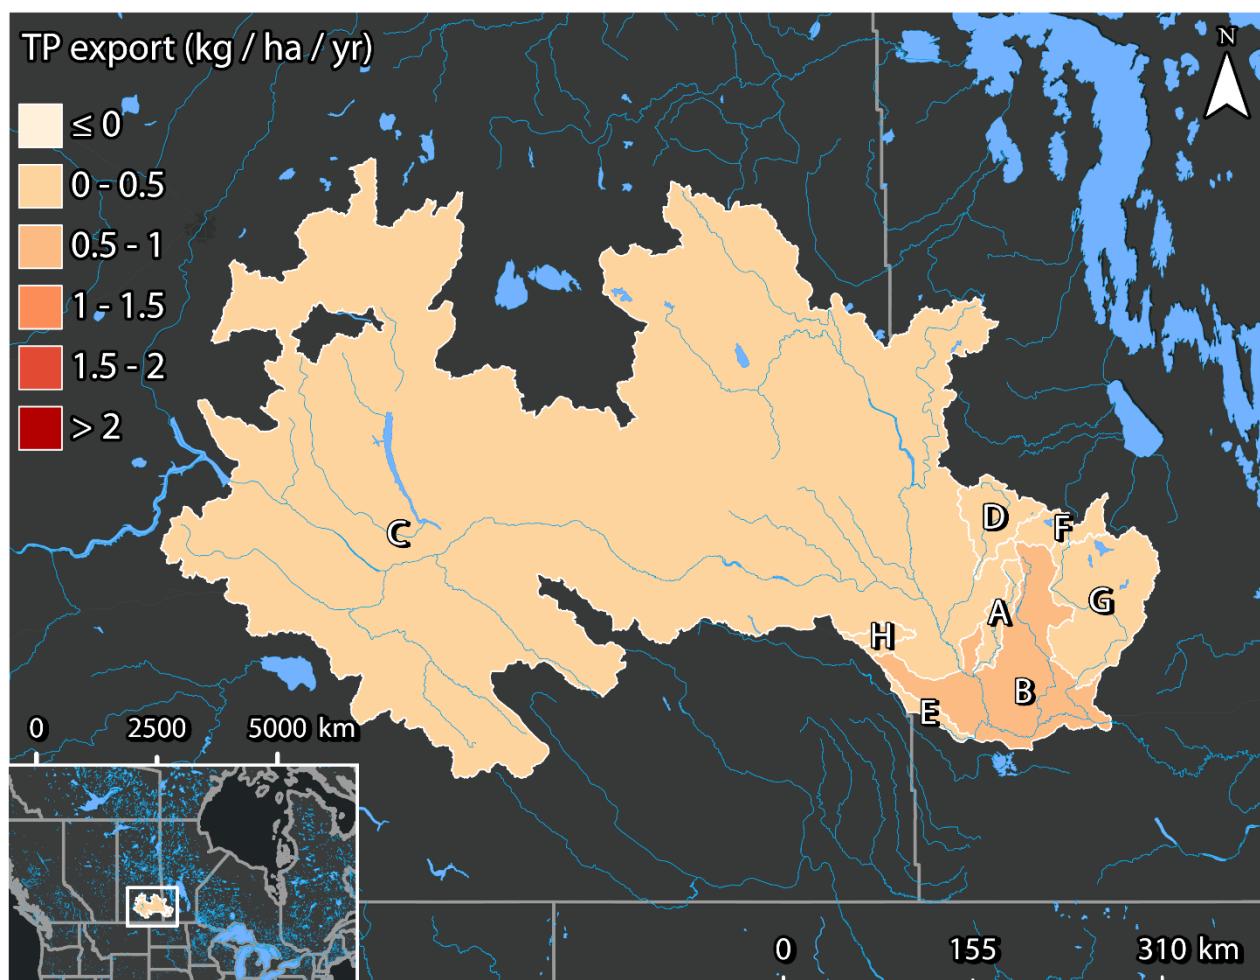 TP export (kg / ha / yr)
N
≤ 0
0 - 0.5
0.5 - 1
1 - 1.5
1.5 - 2
> 2
C
D
F
A
G
H
B
E
0 2500 5000 km
0 155 310 km